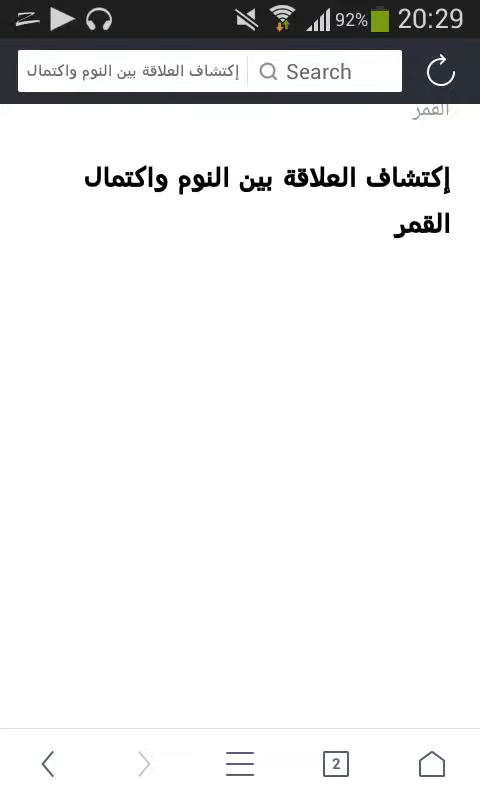 92% 20:29
إكتشاف العلاقة بين النوم واكتمال Search
القمر
إكتشاف العلاقة بين النوم واكتمال
القمر
2